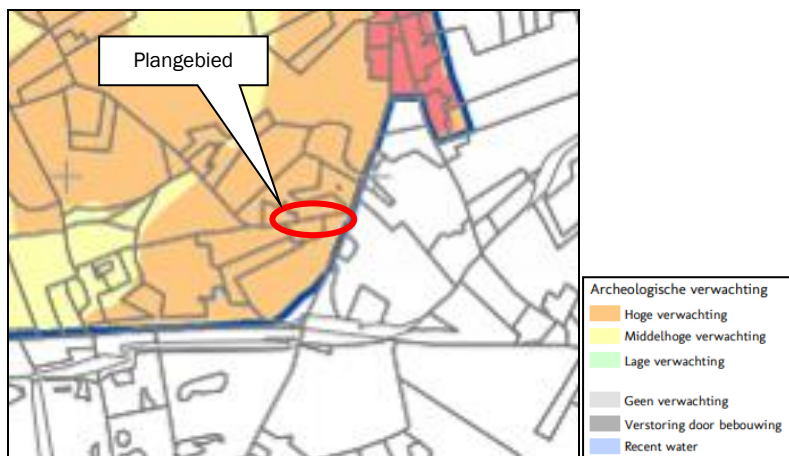 Plangebied
Archeologische verwachting
Hoge verwachting
Middelhoge verwachting
Lage verwachting
Geen verwachting
Verstoring door bebouwing
Recent water